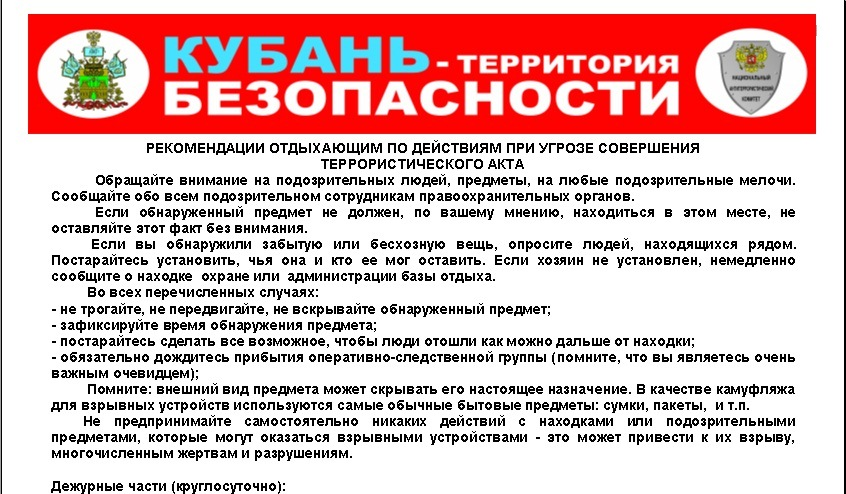 КУБАНЬ - ТЕРРИТОРИЯ
БЕЗОПАСНОСТИ
НАЦИОНАЛЬНЫЙ
АНТИТЕРРОРИСТИЧЕСКИЙ
КОМИТЕТ
РЕКОМЕНДАЦИИ ОТДЫХАЮЩИМ ПО ДЕЙСТВИЯМ ПРИ УГРОЗЕ СОВЕРШЕНИЯ
ТЕРРОРИСТИЧЕСКОГО АКТА
Обращайте внимание на подозрительных людей, предметы, на любые подозрительные мелочи.
Сообщайте обо всем подозрительном сотрудникам правоохранительных органов.
Если обнаруженный предмет не должен, по вашему мнению, находиться в этом месте, не
оставляйте этот факт без внимания.
Если вы обнаружили забытую или бесхозную вещь, опросите людей, находящихся рядом.
Постарайтесь установить, чья она и кто ее мог оставить. Если хозяин не установлен, немедленно
сообщите о находке охране или администрации базы отдыха.
Во всех перечисленных случаях:
- не трогайте, не передвигайте, не вскрывайте обнаруженный предмет;
- зафиксируйте время обнаружения предмета;
- постарайтесь сделать все возможное, чтобы люди отошли как можно дальше от находки;
- обязательно дождитесь прибытия оперативно-следственной группы (помните, что вы являетесь очень
важным очевидцем);
Помните: внешний вид предмета может скрывать его настоящее назначение. В качестве камуфляжа
для взрывных устройств используются самые обычные бытовые предметы: сумки, пакеты, и т.п.
Не предпринимайте самостоятельно никаких действий с находками или подозрительными
предметами, которые могут оказаться взрывными устройствами - это может привести к их взрыву,
многочисленным жертвам и разрушениям.
Дежурные части (круглосуточно):